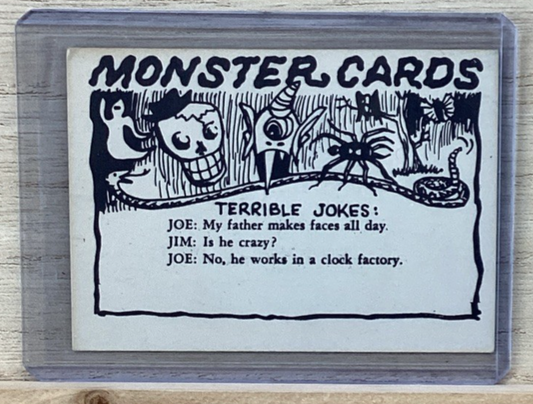 MONSTER CARDS
TERRIBLE JOKES:
JOE: My father makes faces all day.
JIM: Is he crazy?
JOE: No, he works in a clock factory.